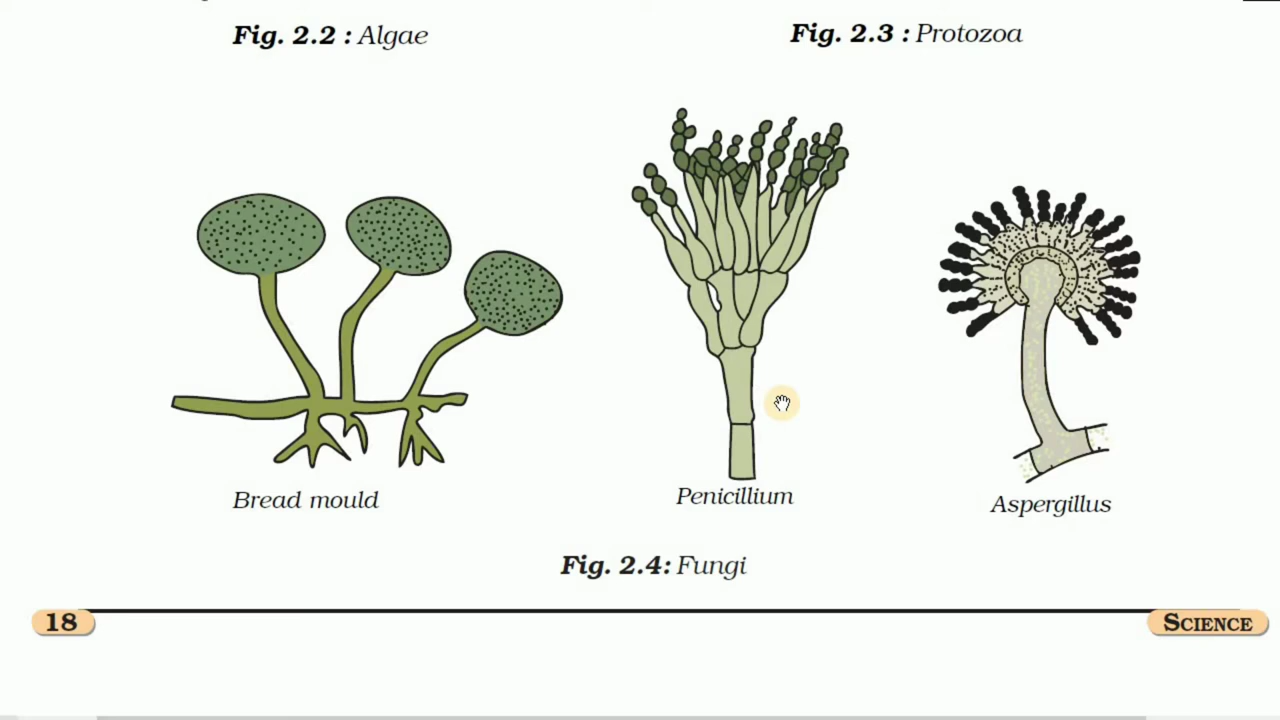 Fig. 2.2 : Algae
Fig. 2.3 : Protozoa
Bread mould
Penicillium
Aspergillus
Fig. 2.4: Fungi
18
SCIENCE